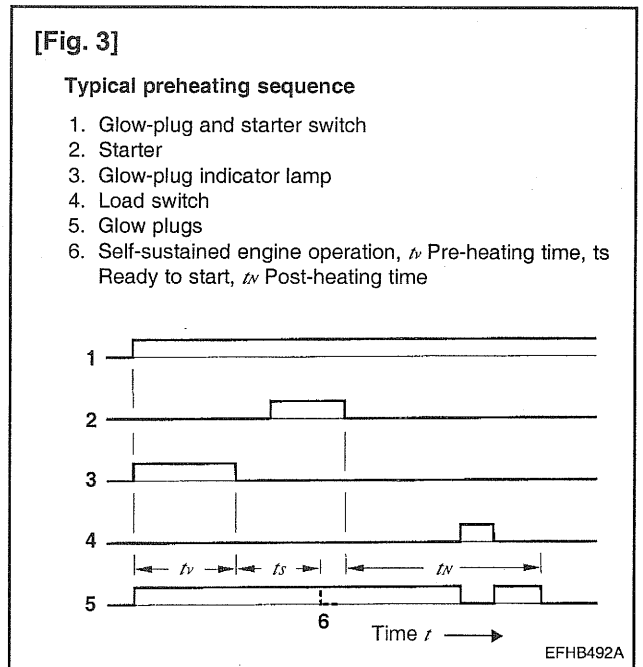 [Fig. 3]
Typical preheating sequence
1. Glow-plug and starter switch
2. Starter
3. Glow-plug indicator lamp
4. Load switch
5. Glow plugs
6. Self-sustained engine operation, tv Pre-heating time, ts
Ready to start, tN Post-heating time
1
2
3
4
tv tS tN
5
6
Time t
EFHB492A